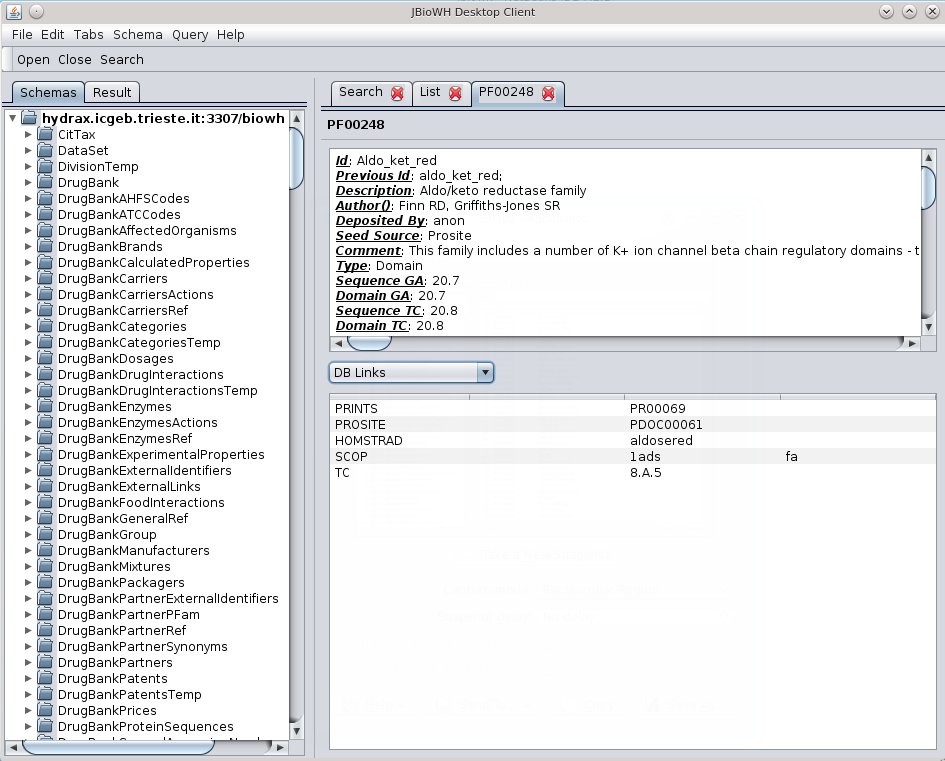 JBioWH Desktop Client
File Edit Tabs Schema Query Help
Open Close Search
Schemas Result
hydrax.icgeb.trieste.it:3307/biowh
CitTax
DataSet
DivisionTemp
DrugBank
DrugBankAHFSCodes
DrugBankATCCodes
DrugBankAffectedOrganisms
DrugBankBrands
DrugBankCalculatedProperties
DrugBankCarriers
DrugBankCarriersActions
DrugBankCarriersRef
DrugBankCategories
DrugBankCategoriesTemp
DrugBankDosages
DrugBankDrugInteractions
DrugBankDrugInteractionsTemp
DrugBankEnzymes
DrugBankEnzymesActions
DrugBankEnzymesRef
DrugBankExperimentalProperties
DrugBankExternalIdentifiers
DrugBankExternalLinks
DrugBankFoodInteractions
DrugBankGeneralRef
DrugBankGroup
DrugBankManufacturers
DrugBankMixtures
DrugBankPackagers
DrugBankPartnerExternalIdentifiers
DrugBankPartnerPFam
DrugBankPartnerRef
DrugBankPartnerSynonyms
DrugBankPartners
DrugBankPatents
DrugBankPatentsTemp
DrugBankPrices
DrugBankProteinSequences
Search List PF00248
PF00248
Id: Aldo_ket_red
Previous Id: aldo_ket_red;
Description: Aldo/keto reductase family
Author(): Finn RD, Griffiths-Jones SR
Deposited By: anon
Seed Source: Prosite
Comment: This family includes a number of K+ ion channel beta chain regulatory domains - t
Type: Domain
Sequence GA: 20.7
Domain GA: 20.7
Sequence TC: 20.8
Domain TC: 20.8
DB Links
PRINTS PR00069
PROSITE PDOC00061
HOMSTRAD aldosered
SCOP 1ads fa
TC 8.A.5